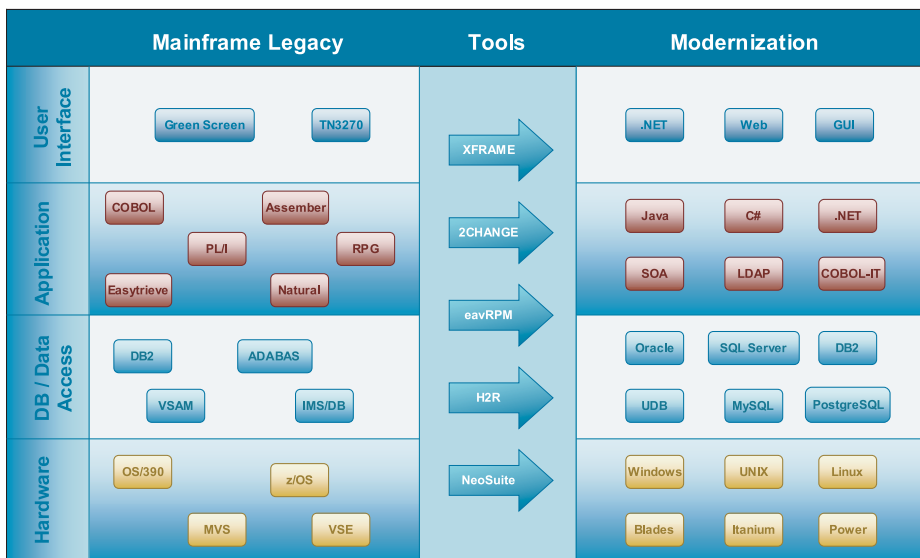 Mainframe Legacy
Tools
Modernization
User
Interface
Green Screen
TN3270
XFRAME
.NET
Web
GUI
Application
COBOL
Assember
PL/I
RPG
Easytrieve
Natural
2CHANGE
Java
C#
.NET
SOA
LDAP
COBOL-IT
eavRPM
DB / Data
Access
DB2
ADABAS
VSAM
IMS/DB
H2R
Oracle
SQL Server
DB2
UDB
MySQL
PostgreSQL
Hardware
OS/390
z/OS
MVS
VSE
NeoSuite
Windows
UNIX
Linux
Blades
Itanium
Power